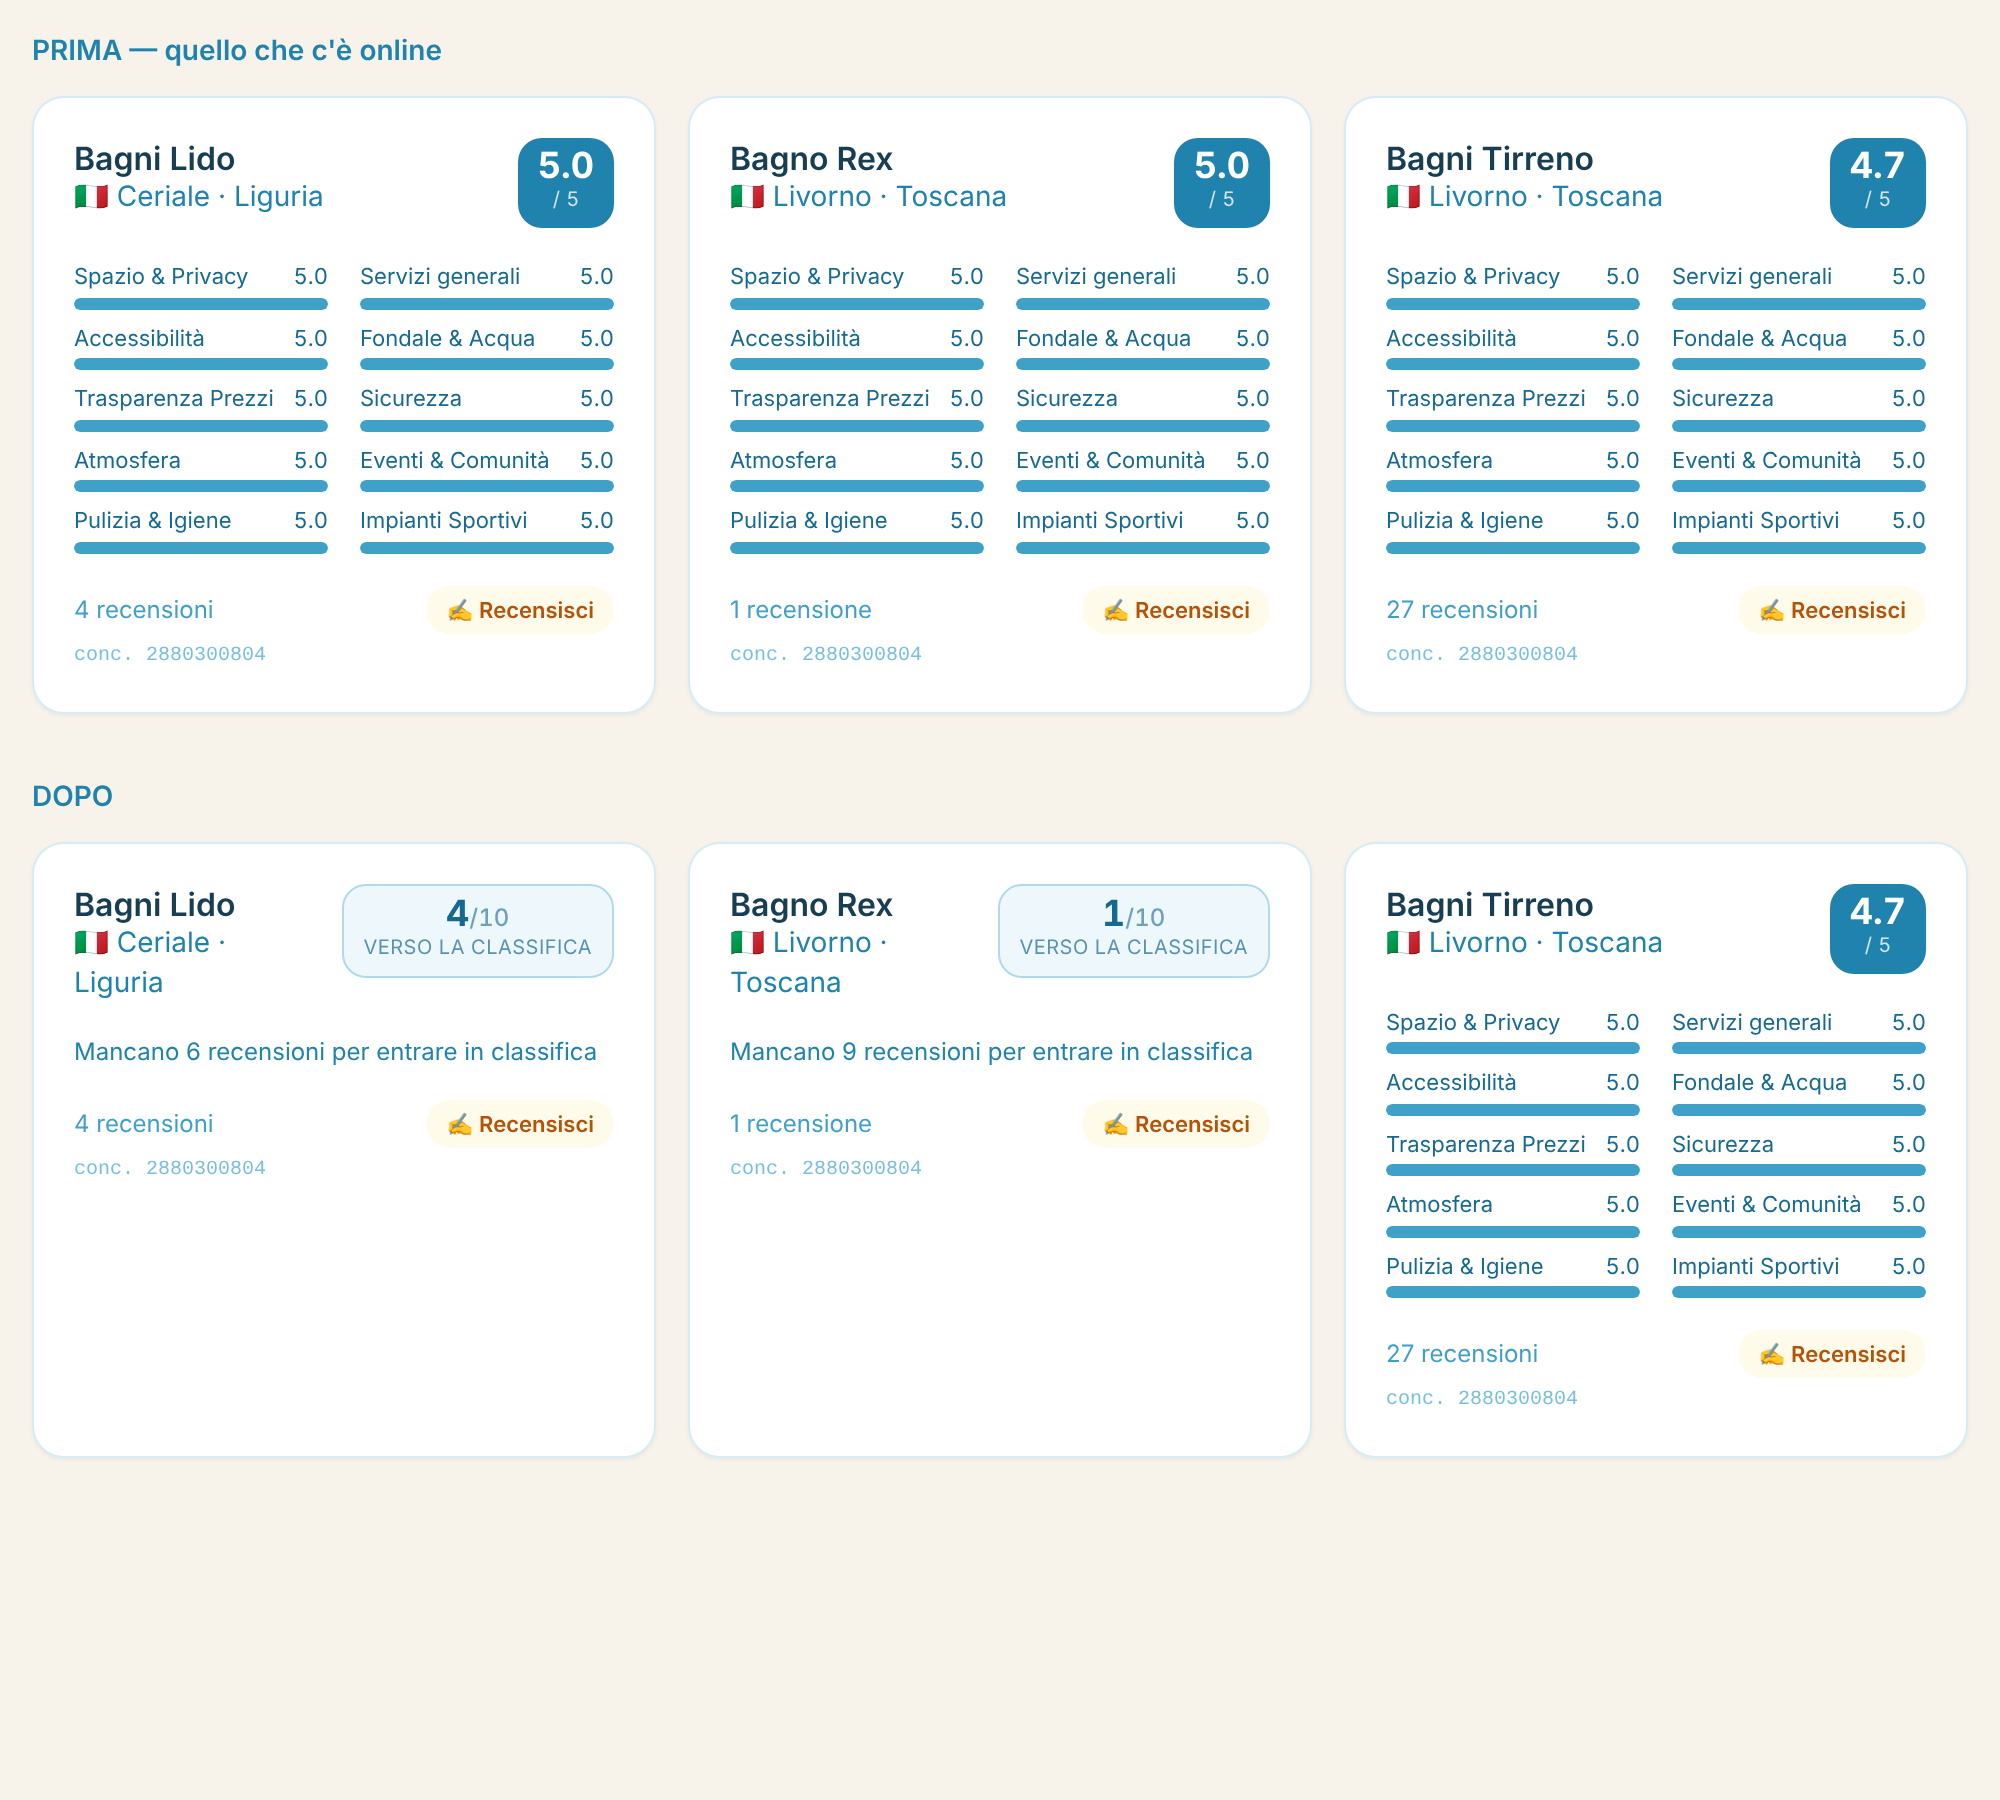 PRIMA — quello che c'è online
Bagni Lido
🇮🇹 Ceriale · Liguria
5.0
/ 5
Spazio & Privacy 5.0
Servizi generali 5.0
Accessibilità 5.0
Fondale & Acqua 5.0
Trasparenza Prezzi 5.0
Sicurezza 5.0
Atmosfera 5.0
Eventi & Comunità 5.0
Pulizia & Igiene 5.0
Impianti Sportivi 5.0
4 recensioni
✍️ Recensisci
conc. 2880300804
Bagno Rex
🇮🇹 Livorno · Toscana
5.0
/ 5
Spazio & Privacy 5.0
Servizi generali 5.0
Accessibilità 5.0
Fondale & Acqua 5.0
Trasparenza Prezzi 5.0
Sicurezza 5.0
Atmosfera 5.0
Eventi & Comunità 5.0
Pulizia & Igiene 5.0
Impianti Sportivi 5.0
1 recensione
✍️ Recensisci
conc. 2880300804
Bagni Tirreno
🇮🇹 Livorno · Toscana
4.7
/ 5
Spazio & Privacy 5.0
Servizi generali 5.0
Accessibilità 5.0
Fondale & Acqua 5.0
Trasparenza Prezzi 5.0
Sicurezza 5.0
Atmosfera 5.0
Eventi & Comunità 5.0
Pulizia & Igiene 5.0
Impianti Sportivi 5.0
27 recensioni
✍️ Recensisci
conc. 2880300804
DOPO
Bagni Lido
🇮🇹 Ceriale ·
Liguria
4/10
VERSO LA CLASSIFICA
Mancano 6 recensioni per entrare in classifica
4 recensioni
✍️ Recensisci
conc. 2880300804
Bagno Rex
🇮🇹 Livorno ·
Toscana
1/10
VERSO LA CLASSIFICA
Mancano 9 recensioni per entrare in classifica
1 recensione
✍️ Recensisci
conc. 2880300804
Bagni Tirreno
🇮🇹 Livorno · Toscana
4.7
/ 5
Spazio & Privacy 5.0
Servizi generali 5.0
Accessibilità 5.0
Fondale & Acqua 5.0
Trasparenza Prezzi 5.0
Sicurezza 5.0
Atmosfera 5.0
Eventi & Comunità 5.0
Pulizia & Igiene 5.0
Impianti Sportivi 5.0
27 recensioni
✍️ Recensisci
conc. 2880300804